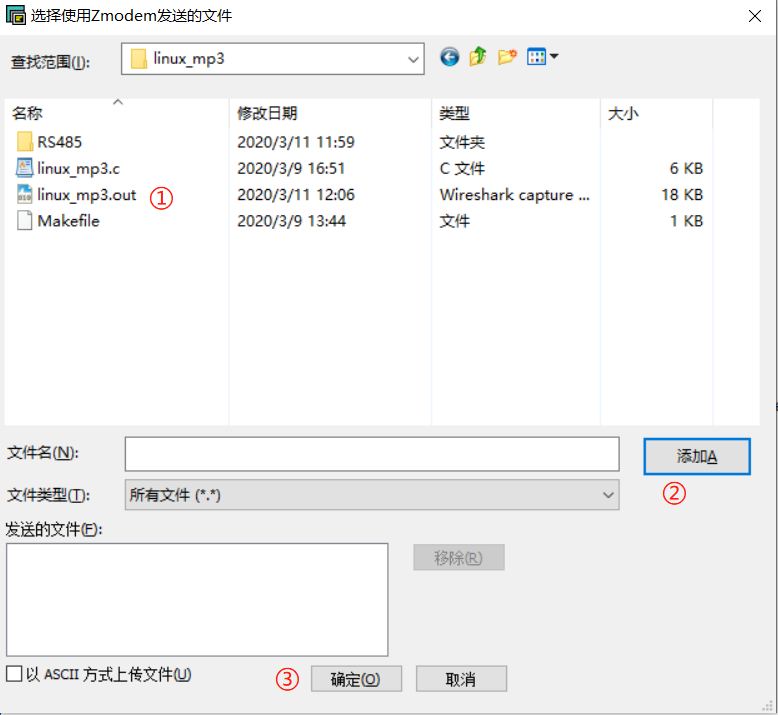 选择使用Zmodem发送的文件
查找范围(I):
linux_mp3
名称 修改日期 类型 大小
RS485 2020/3/11 11:59 文件夹
linux_mp3.c 2020/3/9 16:51 C 文件 6 KB
linux_mp3.out ① 2020/3/11 12:06 Wireshark capture ... 18 KB
Makefile 2020/3/9 13:44 文件 1 KB
文件名(N):
添加A
文件类型(T):
所有文件 (*.*)
②
发送的文件(F):
移除(R)
以 ASCII 方式上传文件(U)
③ 确定(O) 取消